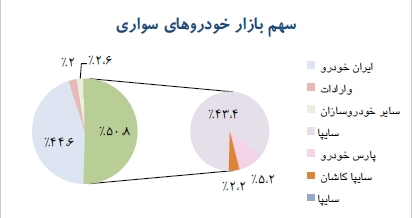 سهم بازار خودروهای سواری
٪۲
٪۲.۶
٪۴۴.۶
٪۵۰.۸
٪۴۳.۴
٪۲.۲
٪۵.۲
ایران خودرو
وارادات
سایر خودروسازان
سایپا
پارس خودرو
سایپا کاشان
سایپا